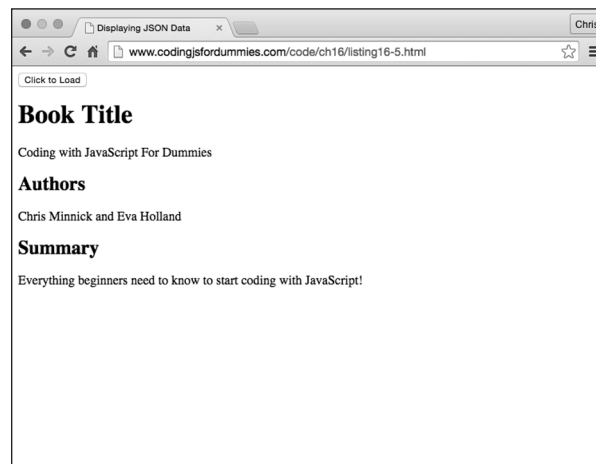 Displaying JSON Data
Chris
www.codingjsfordummies.com/code/ch16/listing16-5.html
Click to Load
Book Title
Coding with JavaScript For Dummies
Authors
Chris Minnick and Eva Holland
Summary
Everything beginners need to know to start coding with JavaScript!